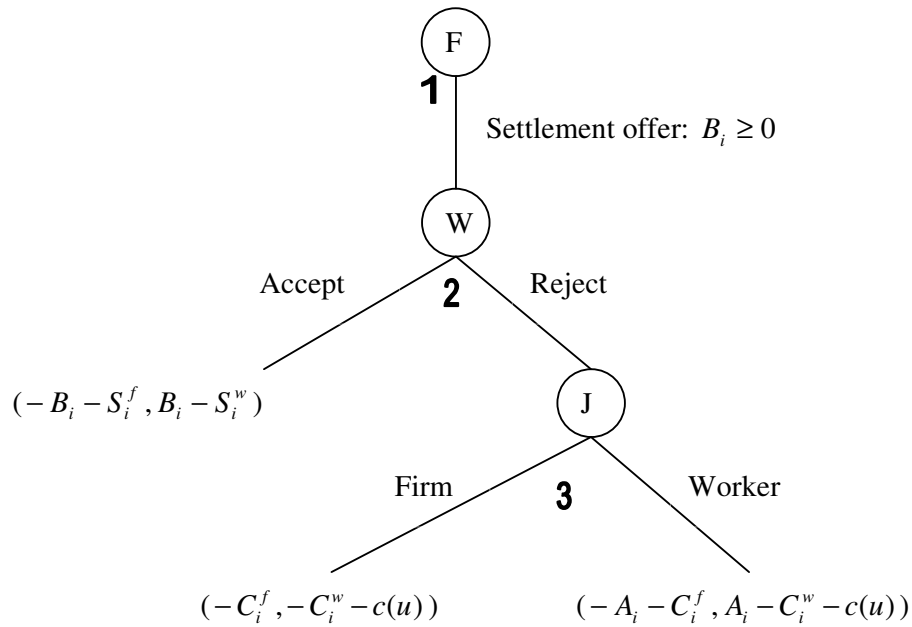 F
1
Settlement offer: $B_i \geq 0$
W
Accept
2
Reject
$(-B_i - S_i^f, B_i - S_i^w)$
J
Firm
3
Worker
$(-C_i^f, -C_i^w - c(u))$
$(-A_i - C_i^f, A_i - C_i^w - c(u))$